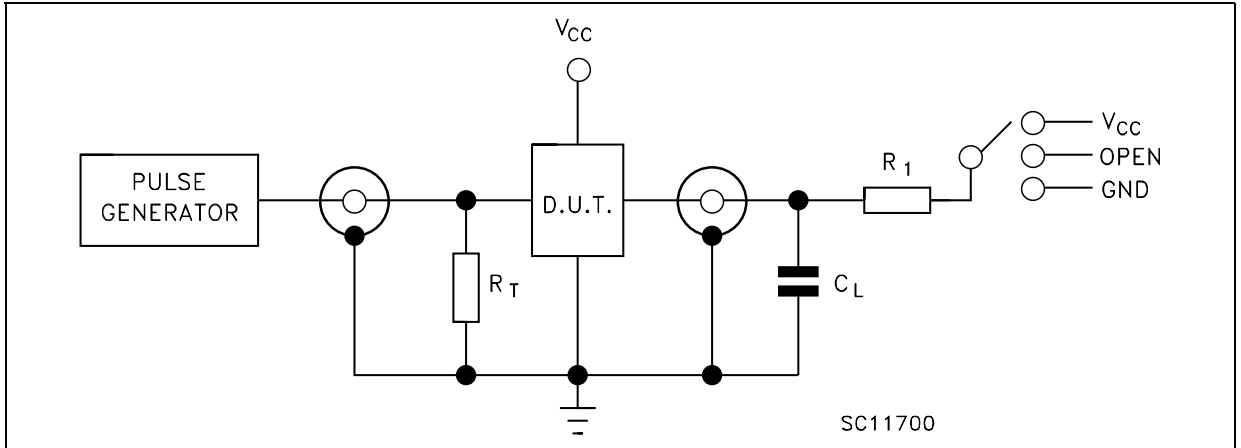 VCC
PULSE
GENERATOR
D.U.T.
RT
CL
R1
VCC
OPEN
GND
SC11700